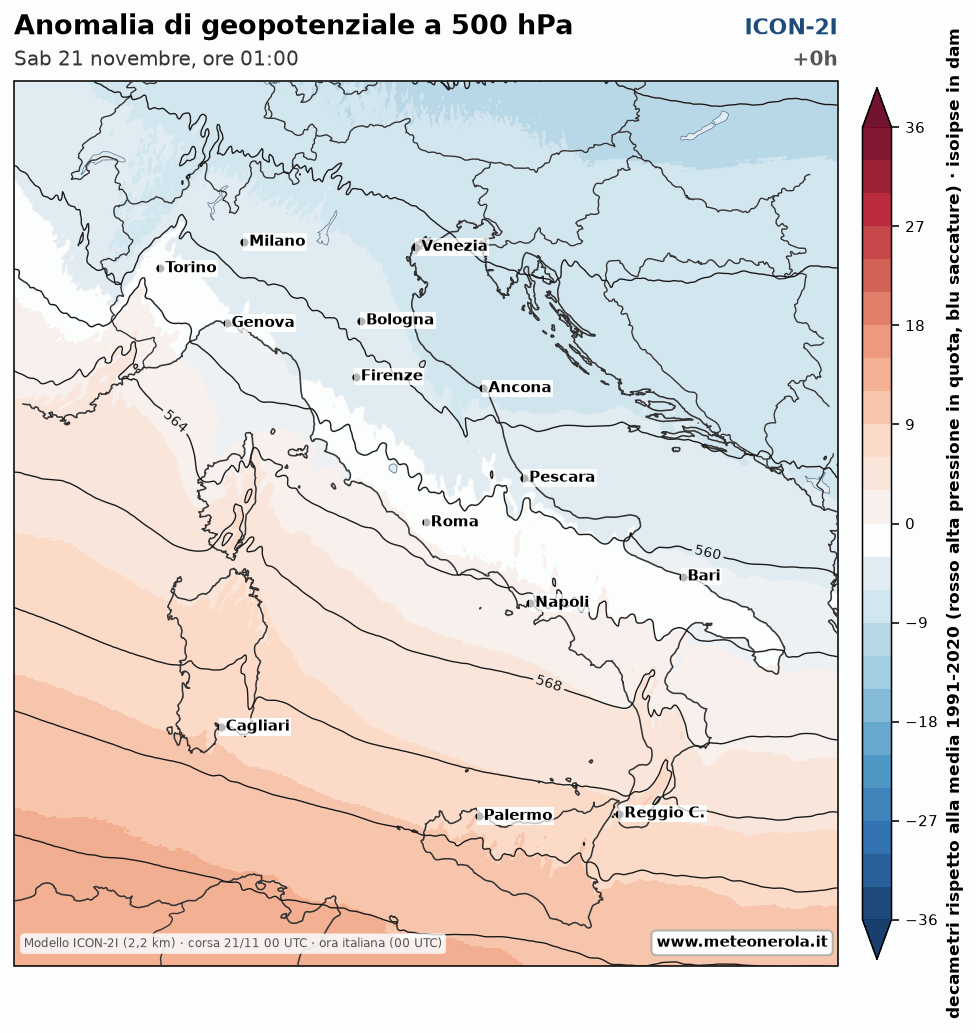 Anomalia di geopotenziale a 500 hPa
ICON-2I
Sab 21 novembre, ore 01:00
+0h
Milano
Venezia
Torino
Genova
Bologna
Firenze
Ancona
564
Pescara
Roma
560
Bari
Napoli
568
Cagliari
Palermo
Reggio C.
Modello ICON-2I (2,2 km) · corsa 21/11 00 UTC · ora italiana (00 UTC)
www.meteonerola.it
36
27
18
9
0
−9
−18
−27
−36
decametri rispetto alla media 1991-2020 (rosso alta pressione in quota, blu saccature) · isoipse in dam